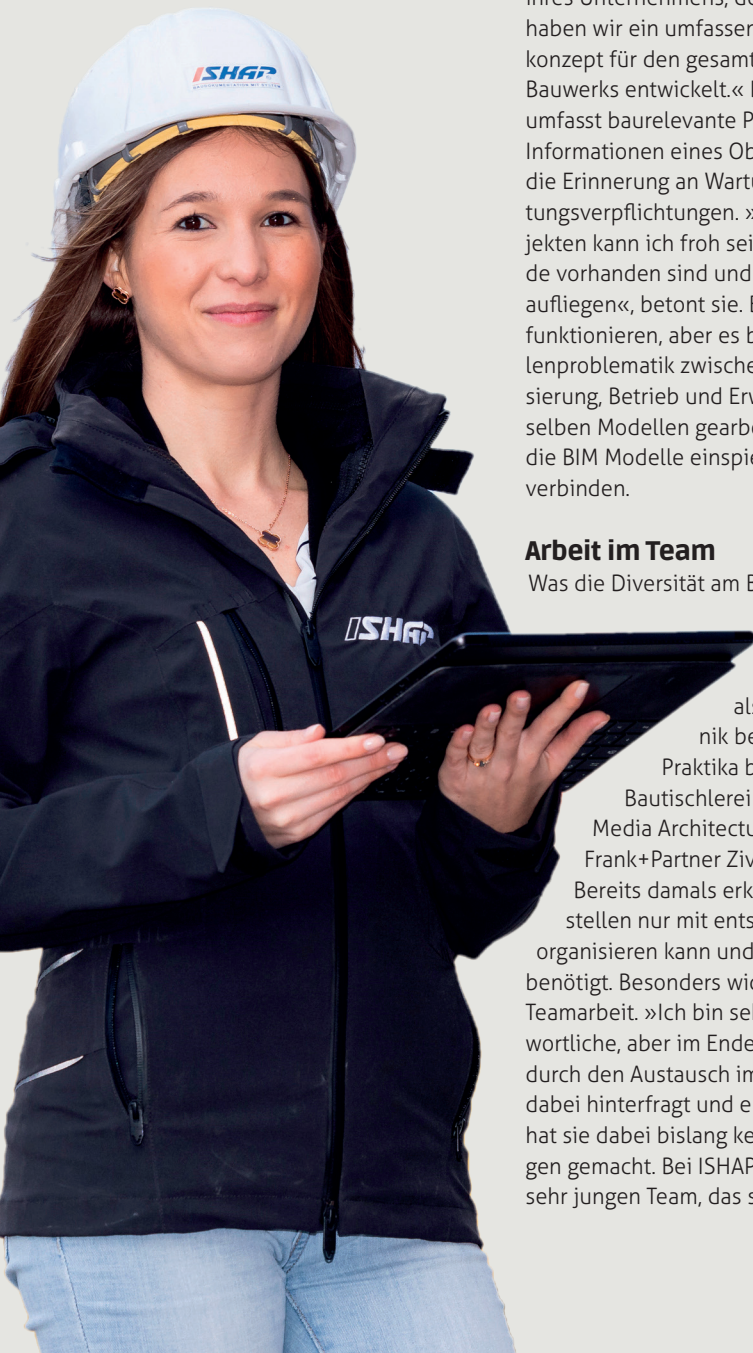 ISHAP
BAUDOKUMENTATION MIT SYSTEM
ISHAP
haben wir ein umfassen
konzept für den gesamt
Bauwerks entwickelt.«
umfasst baurelevante P
Informationen eines Ob
die Erinnerung an Wartu
tungsverpflichtungen. »
jekten kann ich froh sei
de vorhanden sind und
aufliegen«, betont sie. E
funktionieren, aber es b
lenproblematik zwische
sierung, Betrieb und Erw
selben Modellen gearbe
die BIM Modelle einspie
verbinden.
Arbeit im Team
Was die Diversität am B
als
nik be
Praktika b
Bautischlerei
Media Architectu
Frank+Partner Ziv
Bereits damals erk
stellen nur mit ents
organisieren kann und
benötigt. Besonders wic
Teamarbeit. »Ich bin sel
wortliche, aber im Ende
durch den Austausch im
dabei hinterfragt und e
hat sie dabei bislang ke
gen gemacht. Bei ISHAP
sehr jungen Team, das s